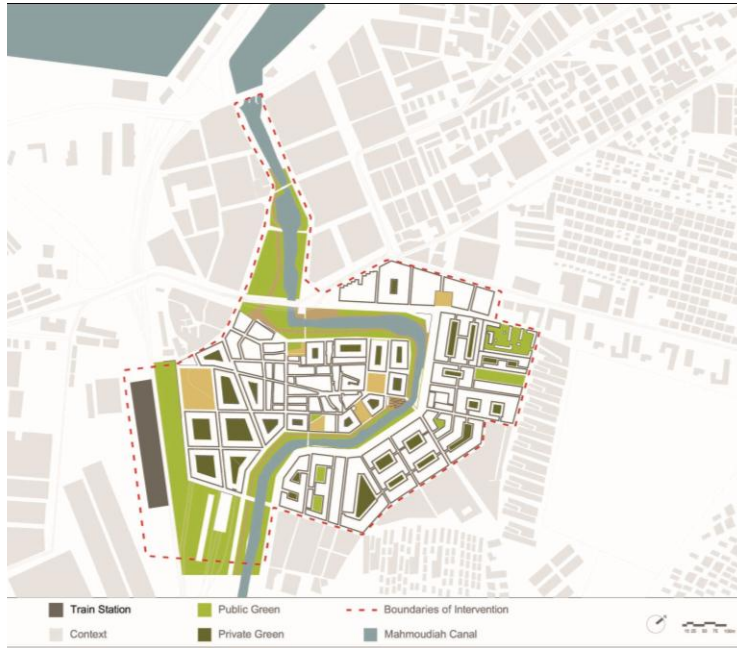 Train Station
Public Green
Boundaries of Intervention
Context
Private Green
Mahmoudiah Canal